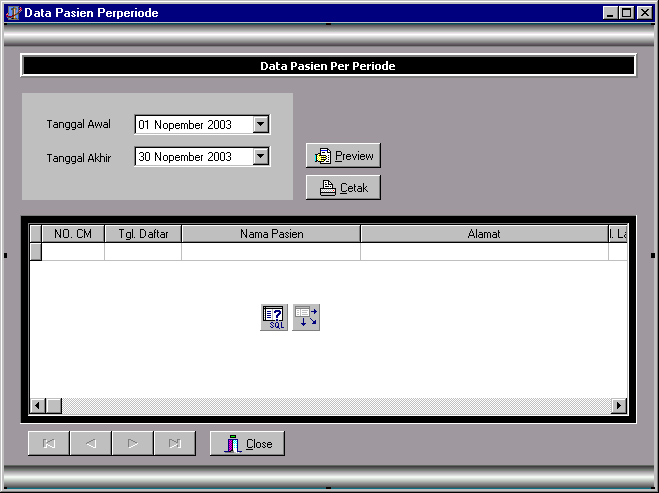 Data Pasien Perperiode
Data Pasien Per Periode
Tanggal Awal 01 Nopember 2003
Tanggal Akhir 30 Nopember 2003
Preview
Cetak
NO. CM Tgl. Daftar Nama Pasien Alamat l. La
SQL
Close